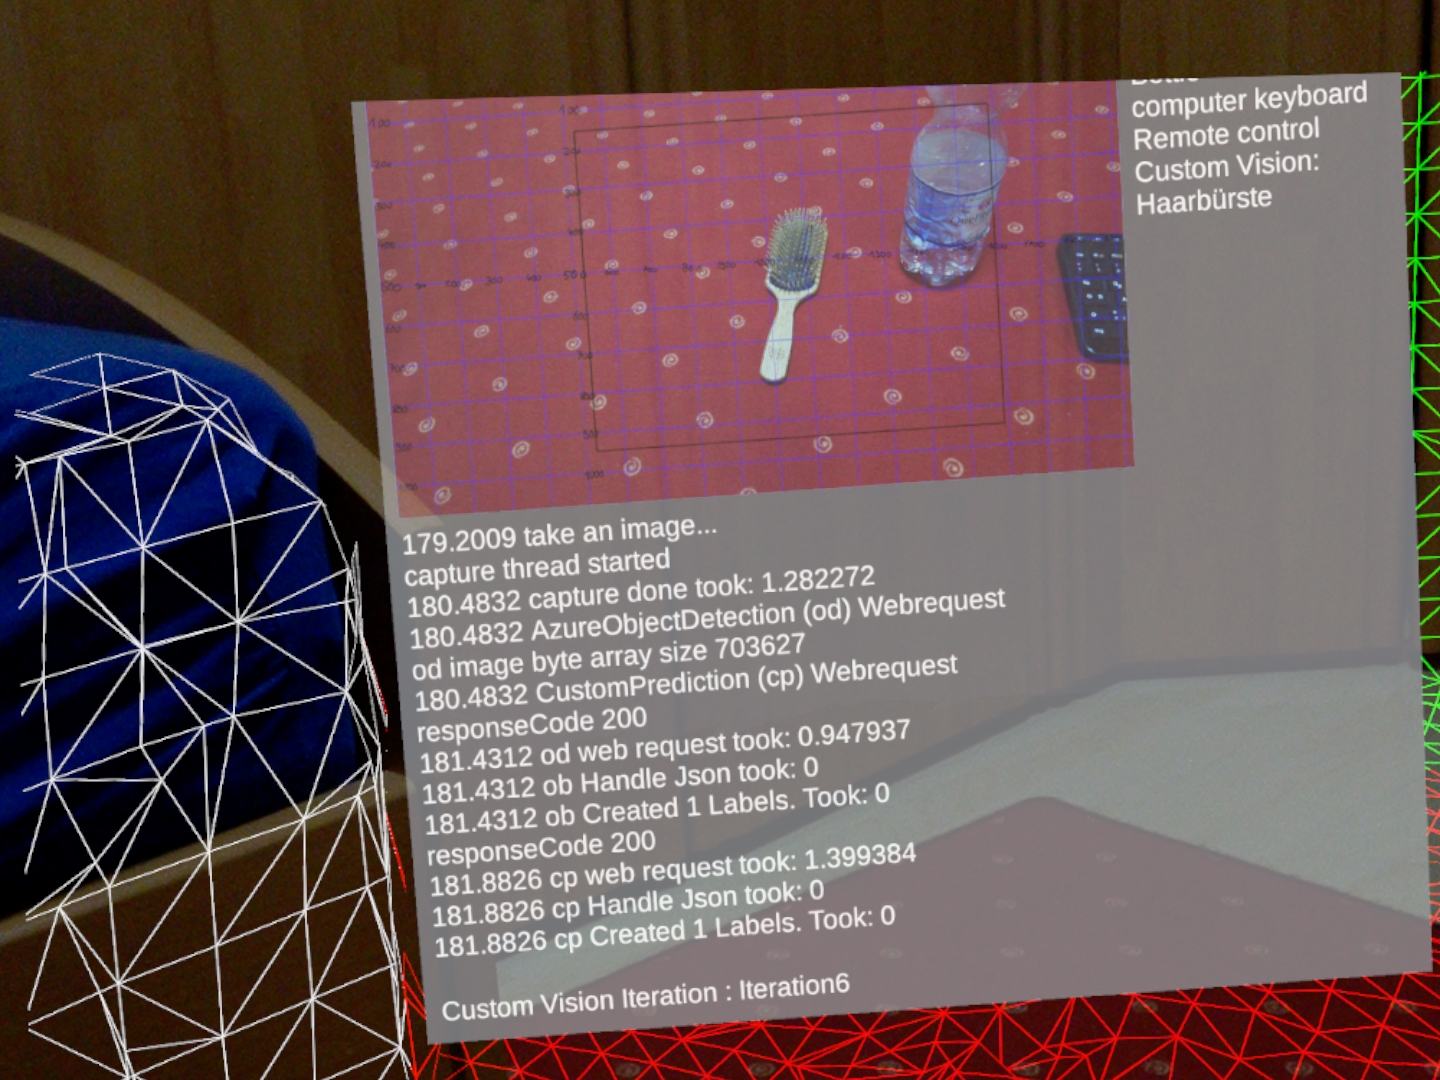 computer keyboard
Remote control
Custom Vision:
Haarbürste
179.2009 take an image...
capture thread started
180.4832 capture done took: 1.282272
180.4832 AzureObjectDetection (od) Webrequest
od image byte array size 703627
180.4832 CustomPrediction (cp) Webrequest
responseCode 200
181.4312 od web request took: 0.947937
181.4312 ob Handle Json took: 0
181.4312 ob Created 1 Labels. Took: 0
responseCode 200
181.8826 cp web request took: 1.399384
181.8826 cp Handle Json took: 0
181.8826 cp Created 1 Labels. Took: 0
Custom Vision Iteration : Iteration6